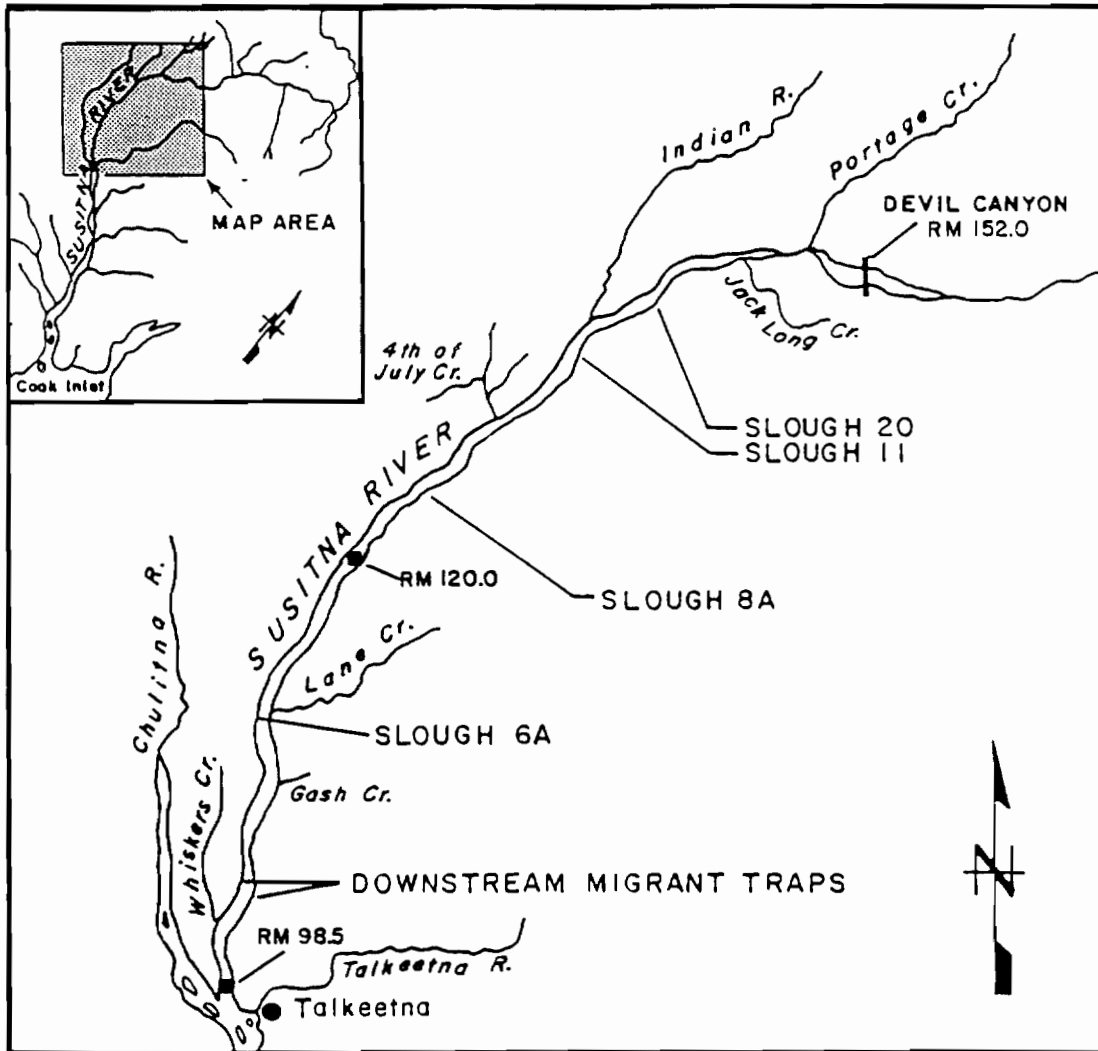 SUSITNA RIVER
MAP AREA
Cook Inlet
N
Indian R.
Portage Cr.
DEVIL CANYON
RM 152.0
Jack Long Cr.
4th of
July Cr.
SLOUGH 20
SLOUGH 11
SUSITNA RIVER
RM 120.0
SLOUGH 8A
Chulitna R.
Lane Cr.
SLOUGH 6A
Whiskers Cr.
Gash Cr.
DOWNSTREAM MIGRANT TRAPS
RM 98.5
Talkeetna R.
Talkeetna
N